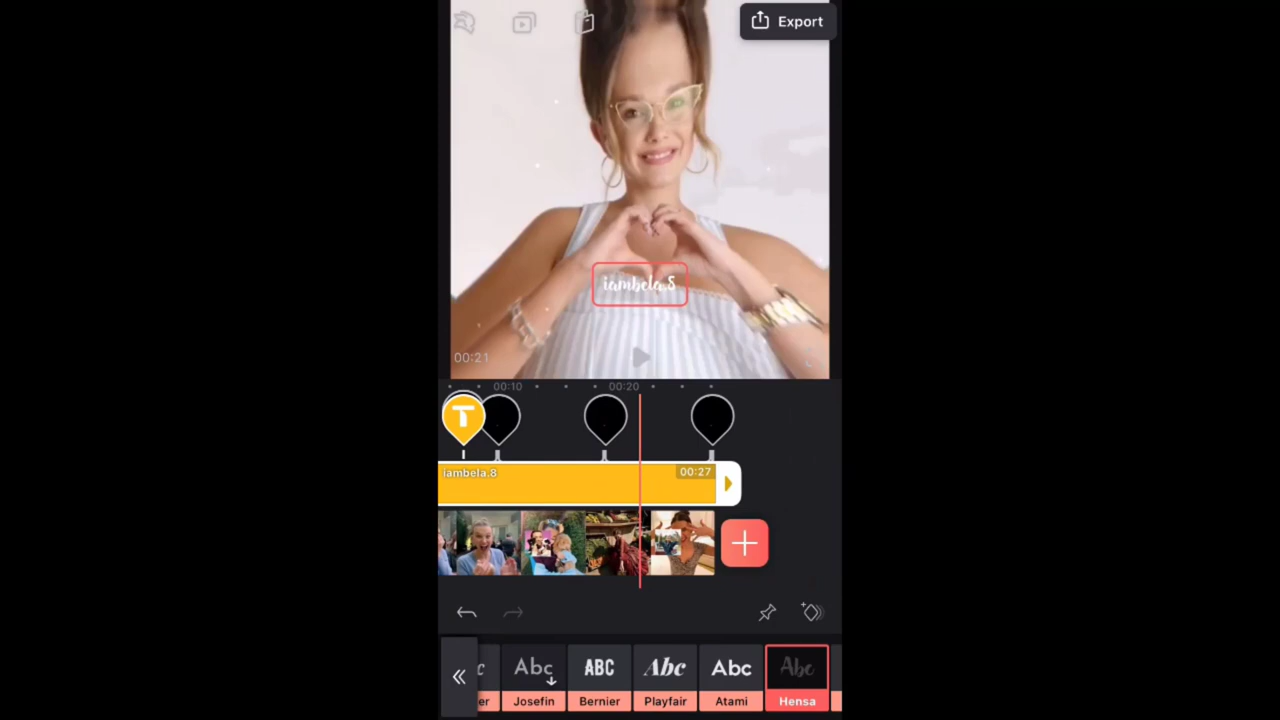 Export
iambela.8
00:21
00:10
00:20
T
iambela.8
00:27
Abc
ABC
Abc
Abc
Abc
er
Josefin
Bernier
Playfair
Atami
Hensa